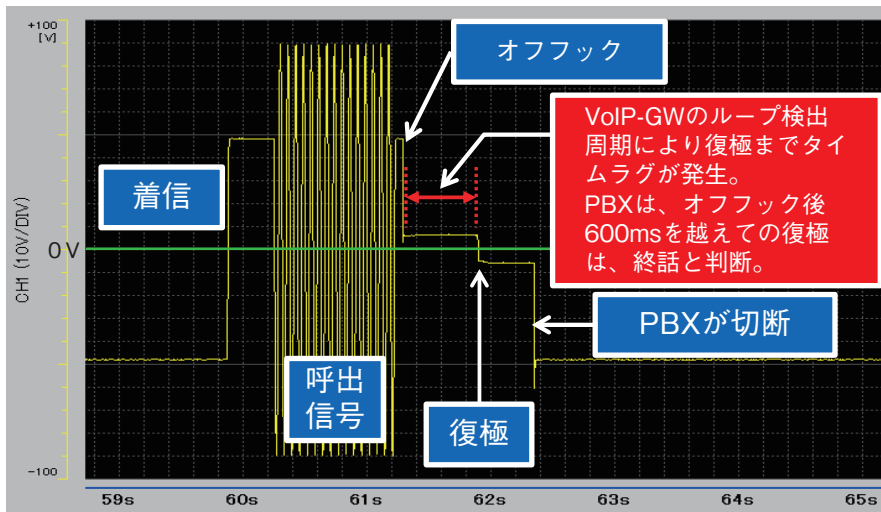 +100
[V]
オフフック
VoIP-GWのループ検出
周期により復極までタイ
ムラグが発生。
PBXは、オフフック後
600msを越えての復極
は、終話と判断。
着信
0 V
CH1 (10V/DIV)
PBXが切断
呼出
信号
復極
-100
59s 60s 61s 62s 63s 64s 65s